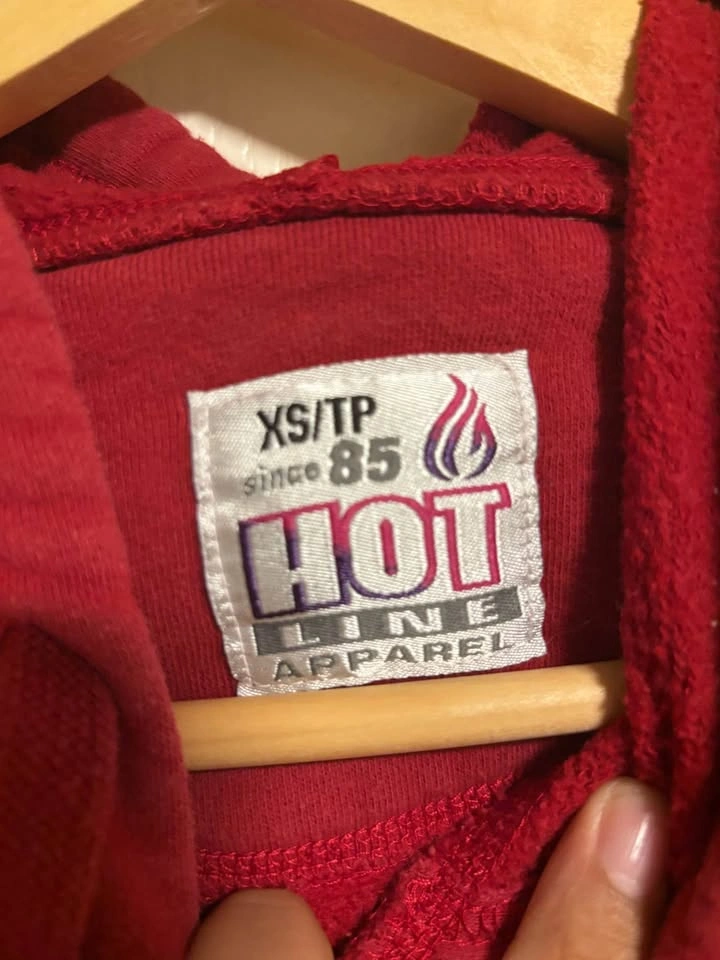 XS/TP
since 85
HOT
LINE
APPAREL